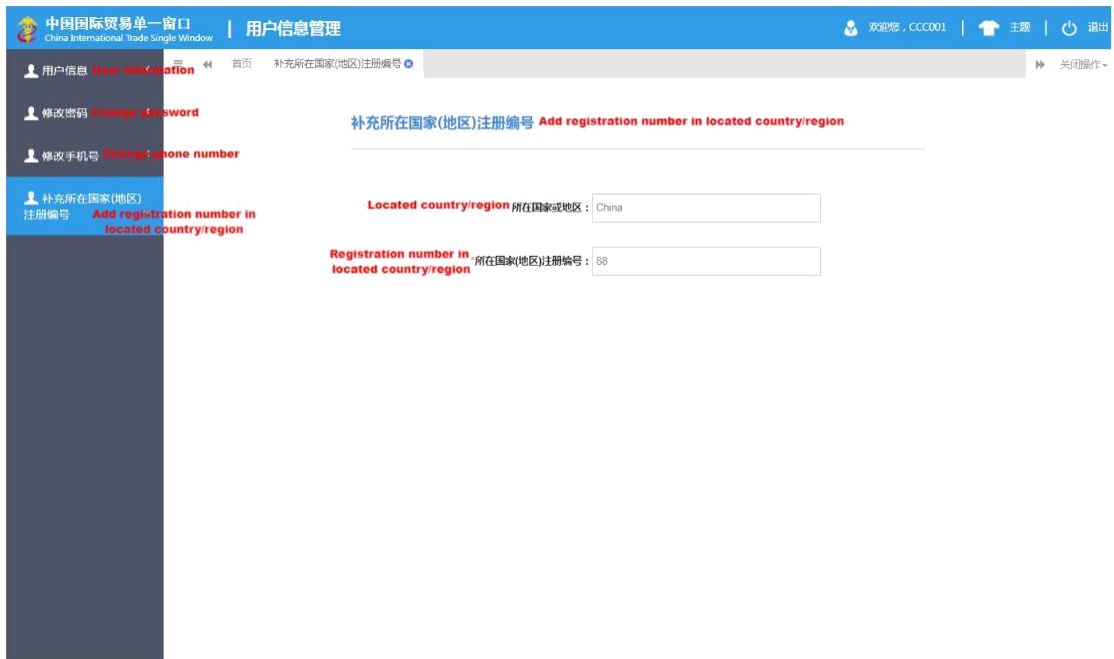 中国国际贸易单一窗口
China International Trade Single Window
用户信息管理
欢迎您，CCC001
主题
退出
用户信息 User information
首页
补充所在国家(地区)注册编号
关闭操作
修改密码 Change password
补充所在国家(地区)注册编号 Add registration number in located country/region
修改手机号 Change phone number
补充所在国家(地区)
注册编号 Add registration number in
located country/region
Located country/region 所在国家或地区： China
Registration number in
located country/region
*所在国家(地区)注册编号： 88